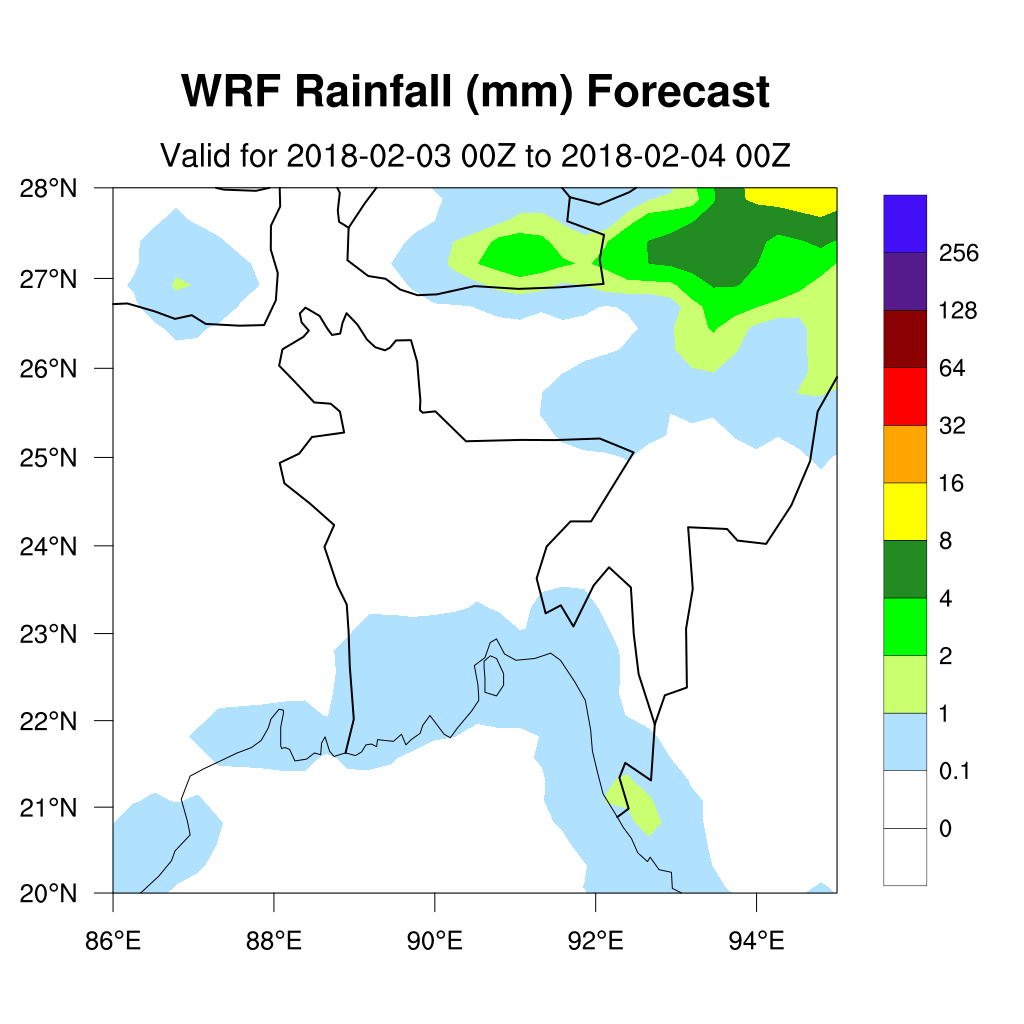 WRF Rainfall (mm) Forecast
Valid for 2018-02-03 00Z to 2018-02-04 00Z
28°N
27°N
26°N
25°N
24°N
23°N
22°N
21°N
20°N
86°E 88°E 90°E 92°E 94°E
256
128
64
32
16
8
4
2
1
0.1
0